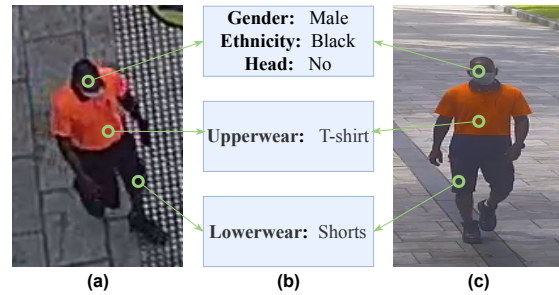 Gender: Male
Ethnicity: Black
Head: No
Upperwear: T-shirt
Lowerwear: Shorts
(a)
(b)
(c)